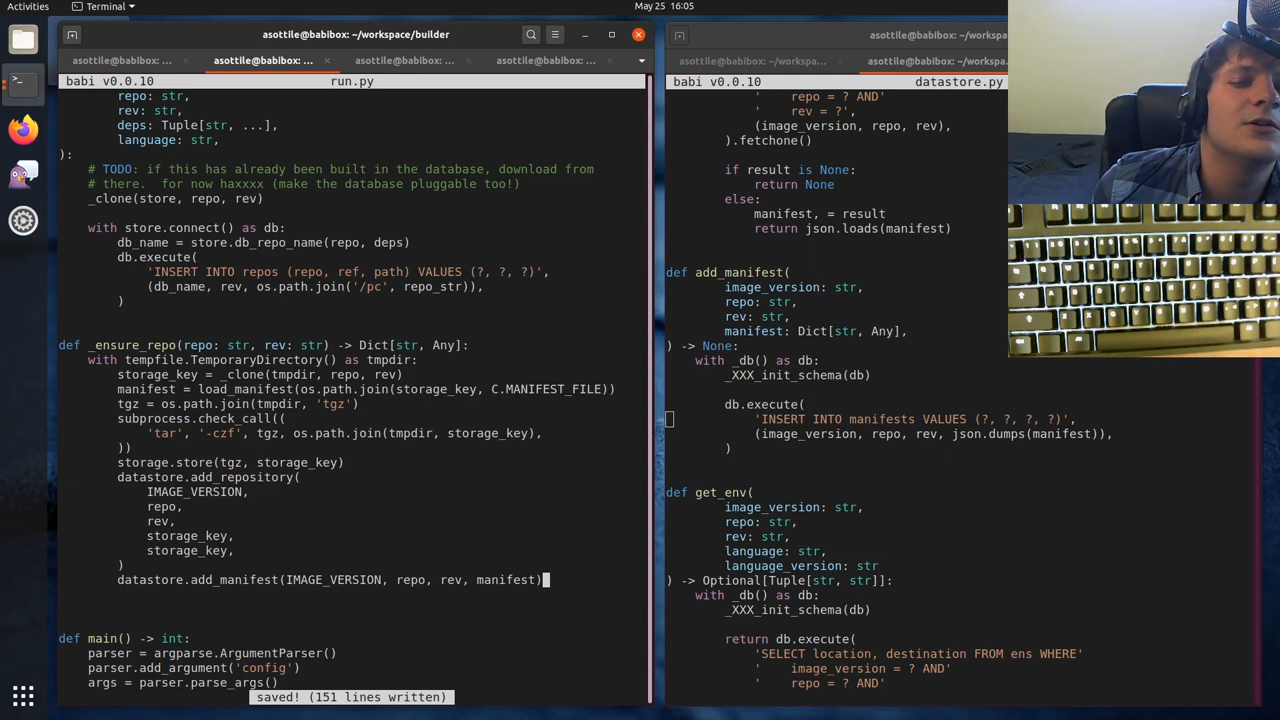 Activities
Terminal
May 25 16:05
asottile@babibox: ~/workspace/builder
asottile@babibox: ...
asottile@babibox: ...
asottile@babibox: ...
asottile@babibox: ...
babi v0.0.10
run.py
repo: str,
rev: str,
deps: Tuple[str, ...],
language: str,
):
# TODO: if this has already been built in the database, download from
# there.  for now haxxxx (make the database pluggable too!)
_clone(store, repo, rev)
with store.connect() as db:
db_name = store.db_repo_name(repo, deps)
db.execute(
'INSERT INTO repos (repo, ref, path) VALUES (?, ?, ?)',
(db_name, rev, os.path.join('/pc', repo_str)),
)
def _ensure_repo(repo: str, rev: str) -> Dict[str, Any]:
with tempfile.TemporaryDirectory() as tmpdir:
storage_key = _clone(tmpdir, repo, rev)
manifest = load_manifest(os.path.join(storage_key, C.MANIFEST_FILE))
tgz = os.path.join(tmpdir, 'tgz')
subprocess.check_call((
'tar', '-czf', tgz, os.path.join(tmpdir, storage_key),
))
storage.store(tgz, storage_key)
datastore.add_repository(
IMAGE_VERSION,
repo,
rev,
storage_key,
storage_key,
)
datastore.add_manifest(IMAGE_VERSION, repo, rev, manifest)
def main() -> int:
parser = argparse.ArgumentParser()
parser.add_argument('config')
args = parser.parse_args()
saved! (151 lines written)
asottile@babibox: ~/workspace
asottile@babibox: ~/workspa...
asottile@babibox: ~/workspa
babi v0.0.10
datastore.py
'    repo = ? AND'
'    rev = ?',
(image_version, repo, rev),
).fetchone()
if result is None:
return None
else:
manifest, = result
return json.loads(manifest)
def add_manifest(
image_version: str,
repo: str,
rev: str,
manifest: Dict[str, Any],
) -> None:
with _db() as db:
_XXX_init_schema(db)
db.execute(
'INSERT INTO manifests VALUES (?, ?, ?, ?)',
(image_version, repo, rev, json.dumps(manifest)),
)
def get_env(
image_version: str,
repo: str,
rev: str,
language: str,
version: str
) -> Optional[Tuple[str, str]]:
with _db() as db:
_XXX_init_schema(db)
return db.execute(
'SELECT location, destination FROM ens WHERE'
'    image_version = ? AND'
'    repo = ? AND'